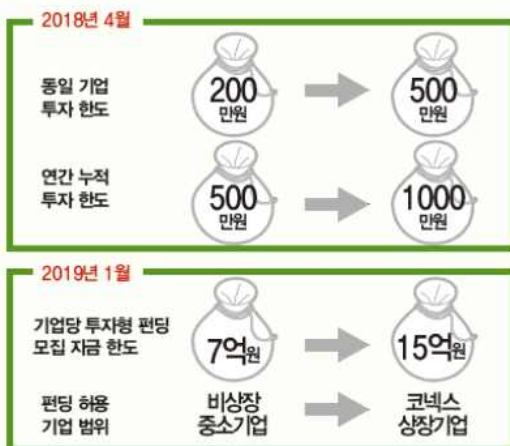 2018년 4월
동일 기업
투자 한도
200
만원
500
만원
연간 누적
투자 한도
500
만원
1000
만원
2019년 1월
기업당 투자형 펀딩
모집 자금 한도
7억원
15억원
펀딩 허용
기업 범위
비상장
중소기업
코넥스
상장기업